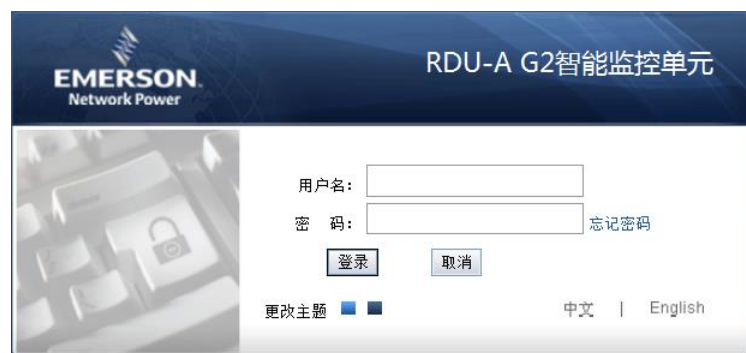 EMERSON.
Network Power
RDU-A G2智能监控单元
用户名：
密 码： 忘记密码
登录 取消
更改主题 中文 | English